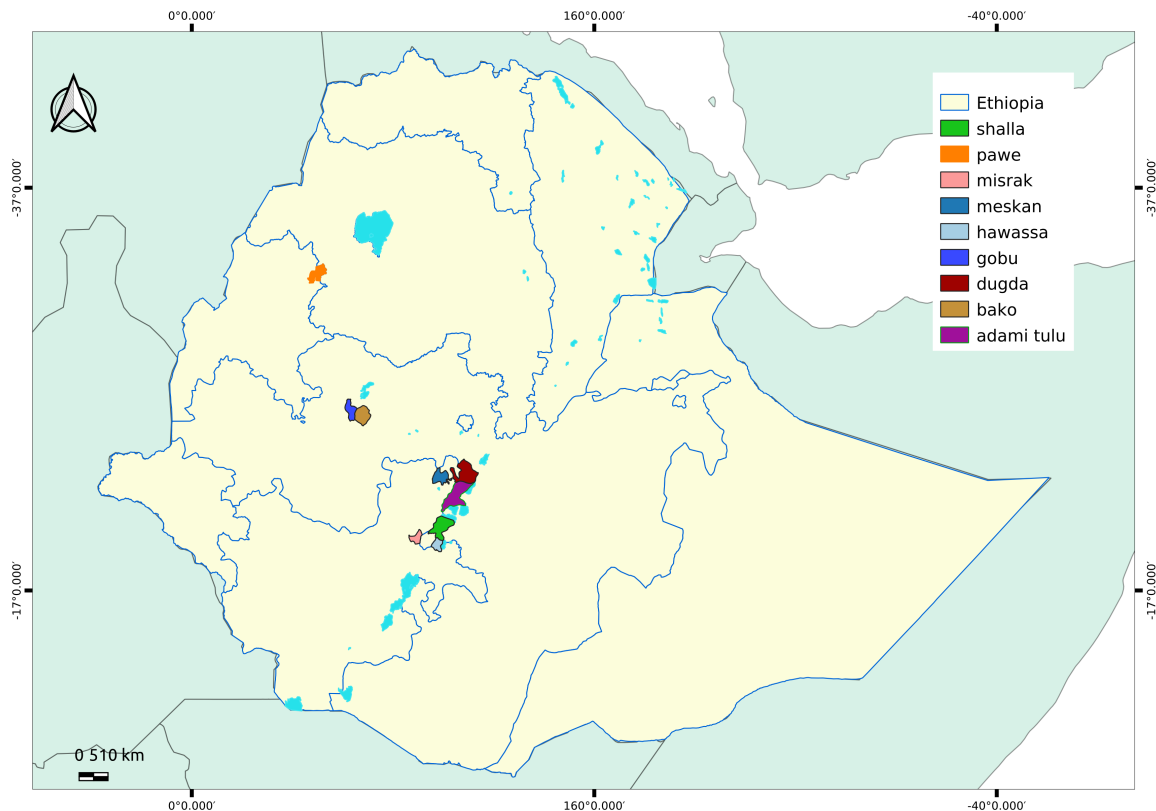 0°0.000′ 160°0.000′ -40°0.000′
-37°0.000′ -37°0.000′
Ethiopia
shalla
pawe
misrak
meskan
hawassa
gobu
dugda
bako
adami tulu
-17°0.000′ -17°0.000′
0 510 km
0°0.000′ 160°0.000′ -40°0.000′